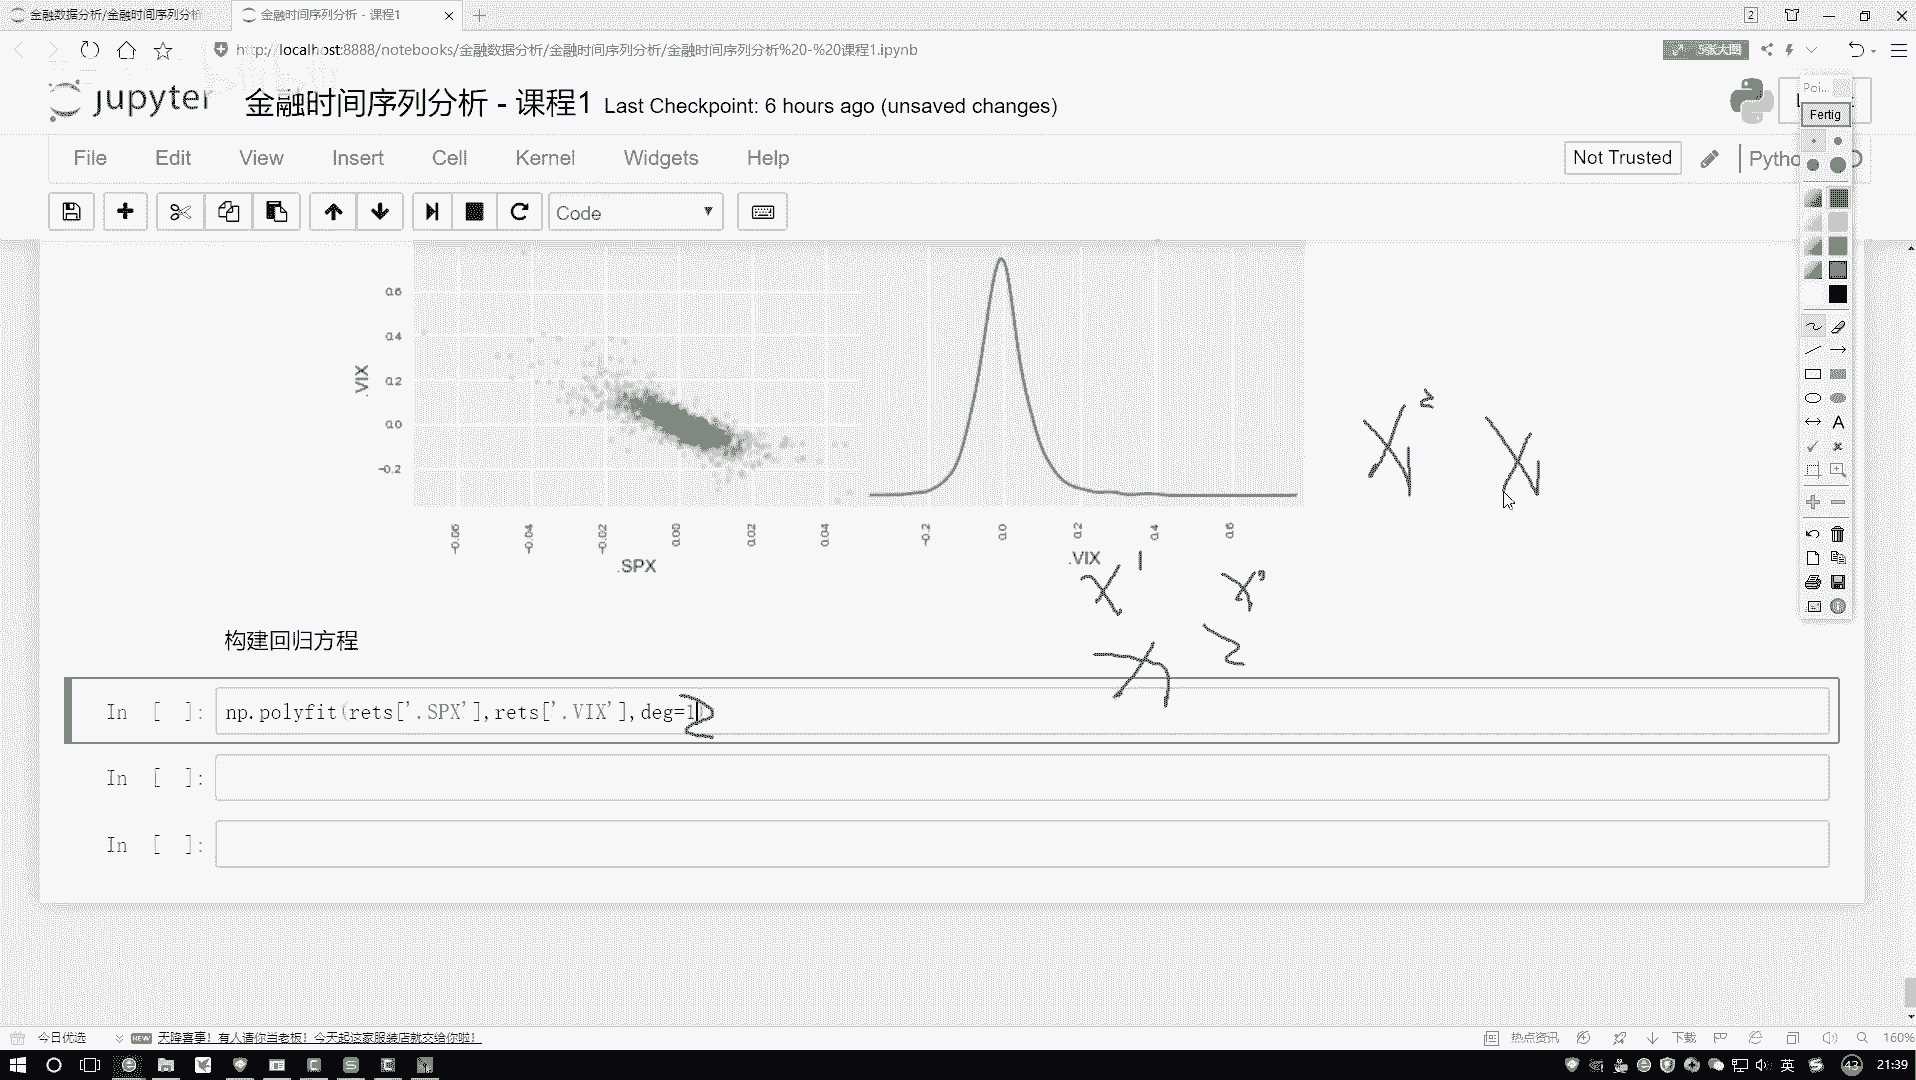 金融数据分析/金融时间序列分析
金融时间序列分析 - 课程1
2
http://localhost:8888/notebooks/金融数据分析/金融时间序列分析/金融时间序列分析%20-%20课程1.ipynb
5张大图
jupyter 金融时间序列分析 - 课程1 Last Checkpoint: 6 hours ago (unsaved changes)
Poi...
Fertig
File Edit View Insert Cell Kernel Widgets Help
Not Trusted
Pytho
Code
0.6
0.4
0.2
0.0
-0.2
.VIX
-0.06 -0.04 -0.02 0.00 0.02 0.04
.SPX
-0.2 0.0 0.2 0.4 0.6
.VIX
构建回归方程
In [ ]: np.polyfit(rets['.SPX'],rets['.VIX'],deg=1)
In [ ]:
In [ ]:
今日优选
NEW
天降喜事！有人请你当老板！今天起这家服装店就交给你啦！
热点资讯
下载
160%
英
43
21:39